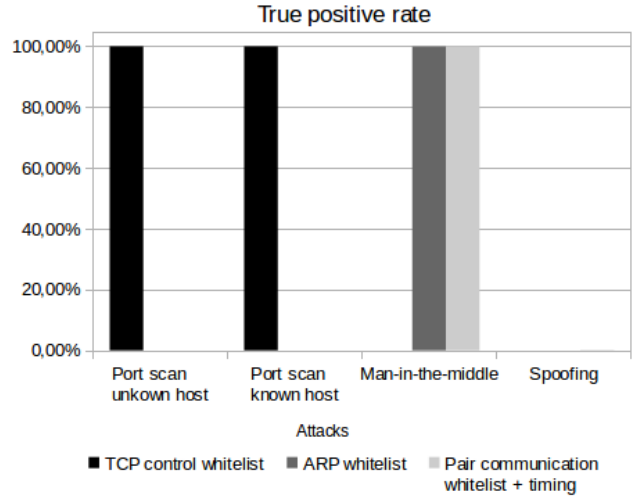 True positive rate
100,00%
80,00%
60,00%
40,00%
20,00%
0,00%
Port scan
unkown host
Port scan
known host
Man-in-the-middle
Spoofing
Attacks
TCP control whitelist
ARP whitelist
Pair communication
whitelist + timing